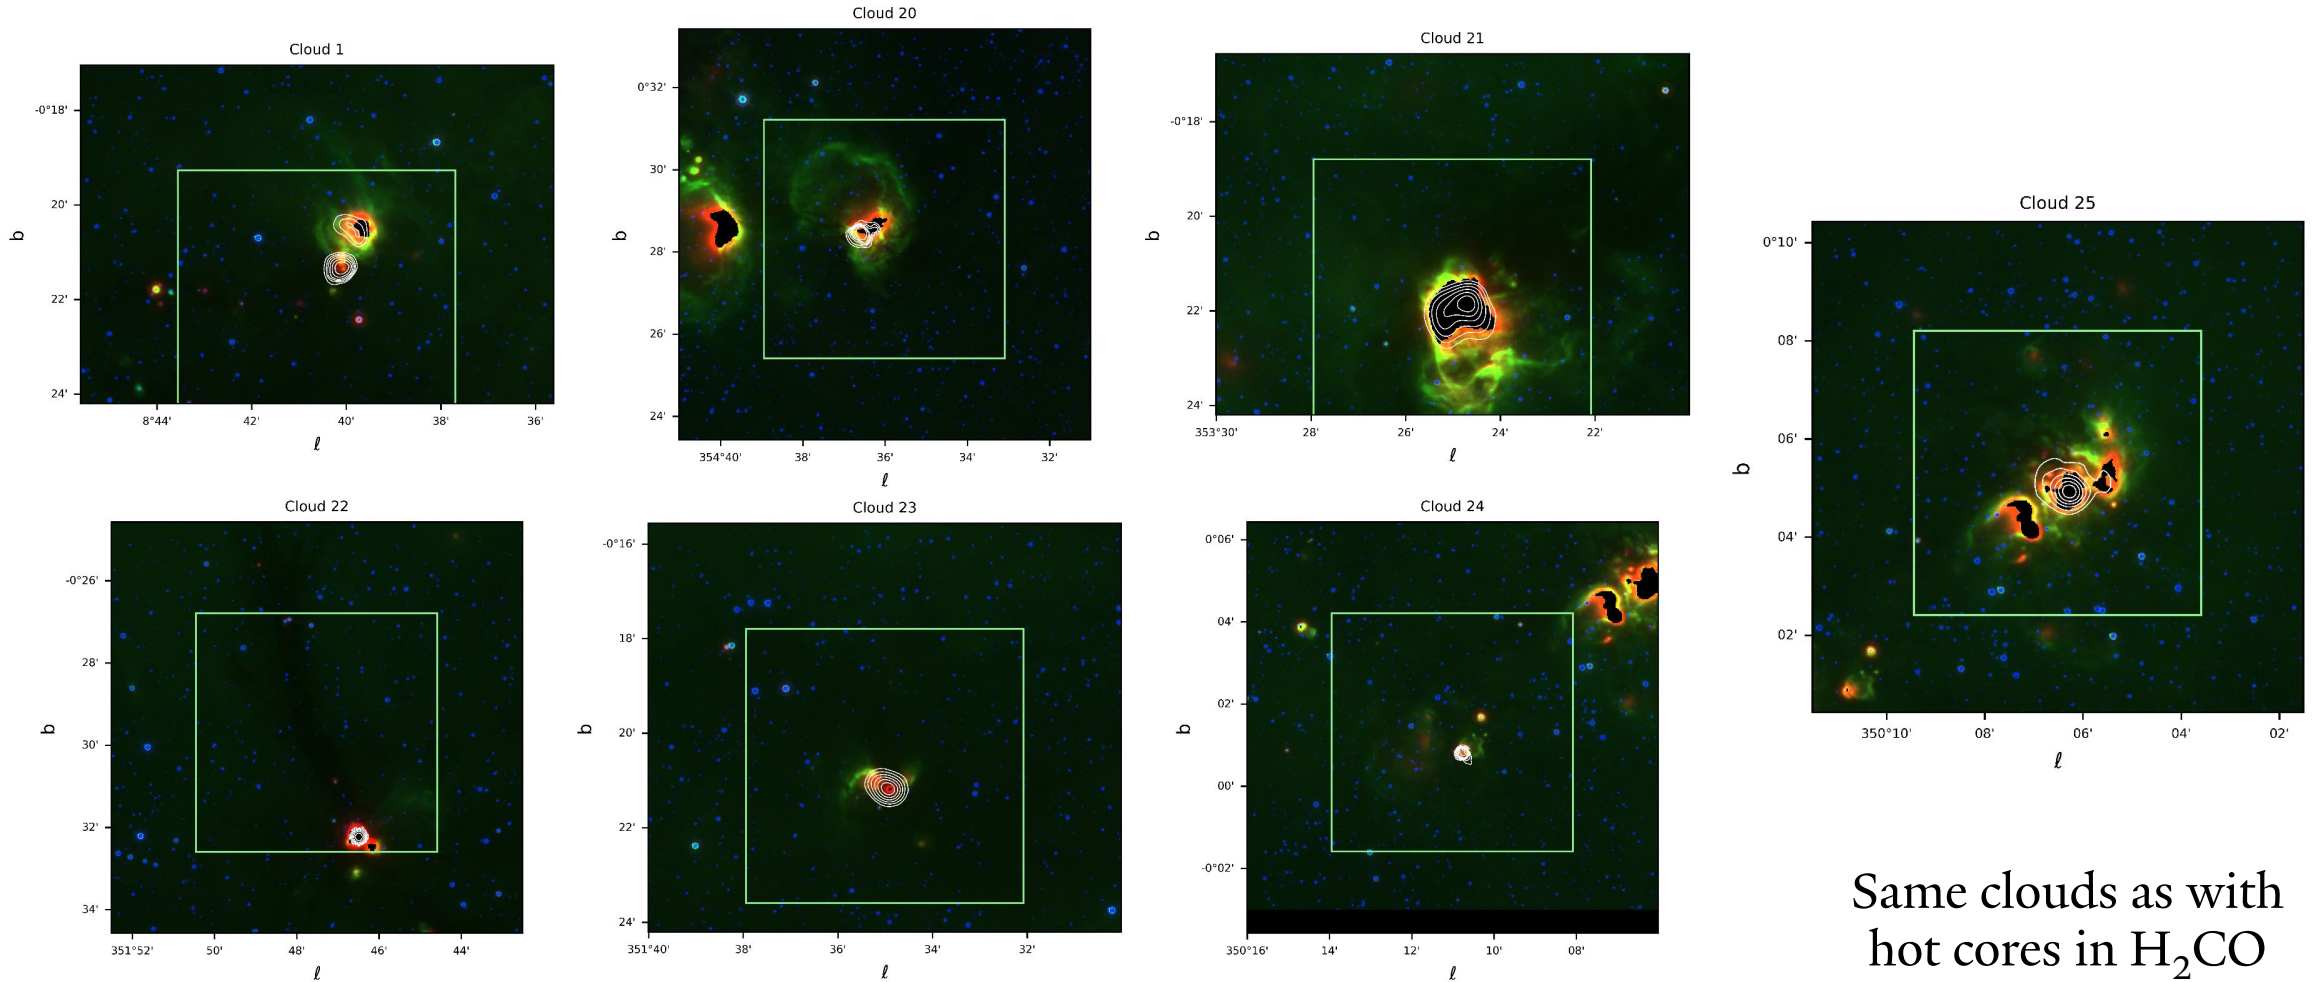 Cloud 1
-0°18'
20'
22'
24'
b
8°44'
42'
40'
38'
36'
ℓ
Cloud 20
0°32'
30'
28'
26'
24'
b
354°40'
38'
36'
34'
32'
ℓ
Cloud 21
-0°18'
20'
22'
24'
b
353°30'
28'
26'
24'
22'
ℓ
Cloud 25
0°10'
08'
06'
04'
02'
b
350°10'
08'
06'
04'
02'
ℓ
Cloud 22
-0°26'
28'
30'
32'
34'
b
351°52'
50'
48'
46'
44'
ℓ
Cloud 23
-0°16'
18'
20'
22'
24'
b
351°40'
38'
36'
34'
32'
ℓ
Cloud 24
0°06'
04'
02'
00'
-0°02'
b
350°16'
14'
12'
10'
08'
ℓ
Same clouds as with
hot cores in H₂CO